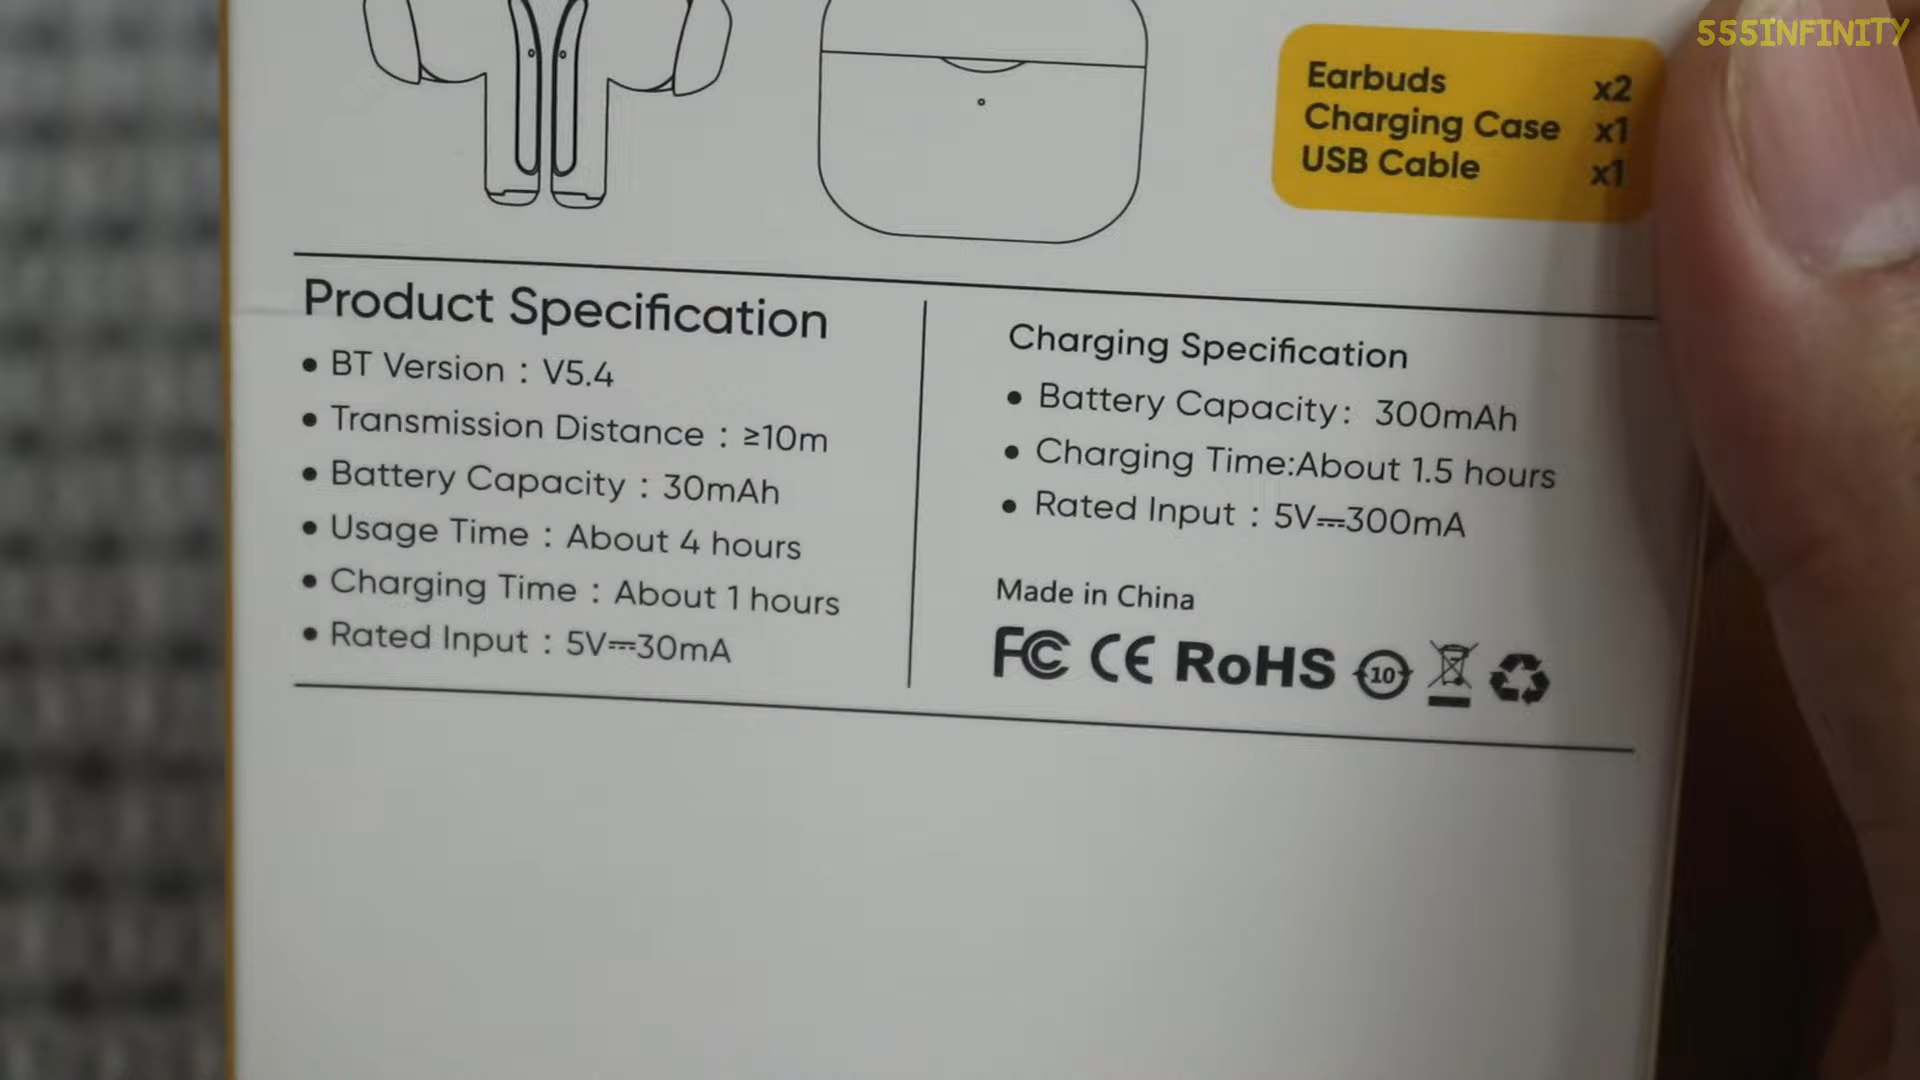 555INFINITY
Earbuds x2
Charging Case x1
USB Cable x1
Product Specification
• BT Version : V5.4
• Transmission Distance : ≥10m
• Battery Capacity : 30mAh
• Usage Time : About 4 hours
• Charging Time : About 1 hours
• Rated Input : 5V⎓30mA
Charging Specification
• Battery Capacity: 300mAh
• Charging Time:About 1.5 hours
• Rated Input : 5V⎓300mA
Made in China
FC CE RoHS 10